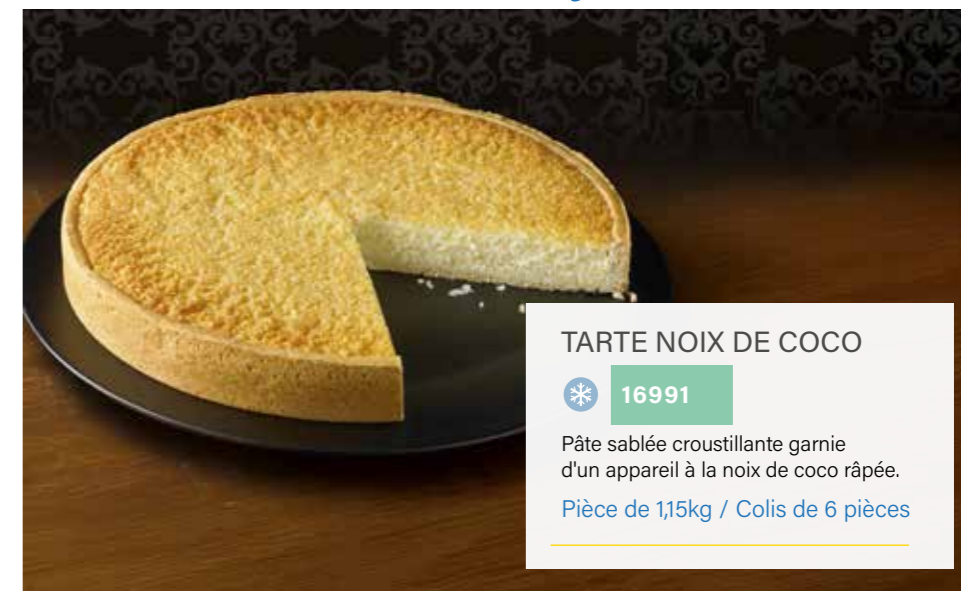 TARTE NOIX DE COCO
16991
Pâte sablée croustillante garnie
d'un appareil à la noix de coco râpée.
Pièce de 1,15kg / Colis de 6 pièces